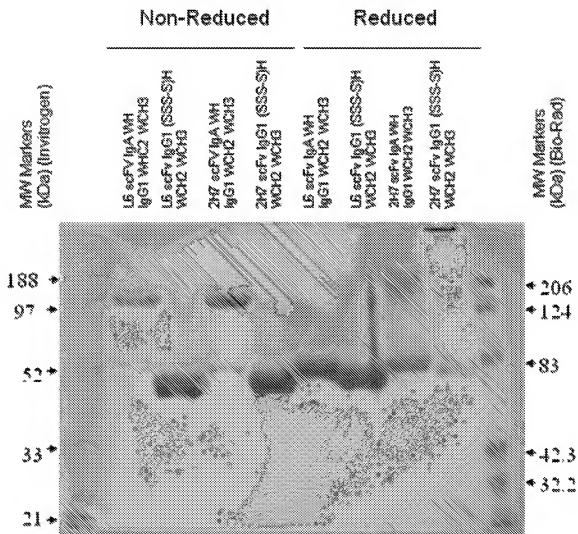 Non-Reduced
Reduced
MW Markers
(kDa) (Invitrogen)
L6 scFV IgA WH
IgG1 WHC2 WCH3
L6 scFv IgG1 (SSS-S)H
WCH2 WCH3
2H7 scFv IgA WH
IgG1 WCH2 WCH3
2H7 scFv IgG1 (SSS-S)H
WCH2 WCH3
L6 scFv IgA WH
IgG1 WCH2 WCH3
L6 scFv IgG1 (SSS-S)H
WCH2 WCH3
2H7 scFv IgA WH
IgG1 WCH2 WCH3
2H7 scFv IgG1 (SSS-S)H
WCH2 WCH3
MW Markers
(kDa) (Bio-Rad)
188
97
52
33
21
206
124
83
42.3
32.2